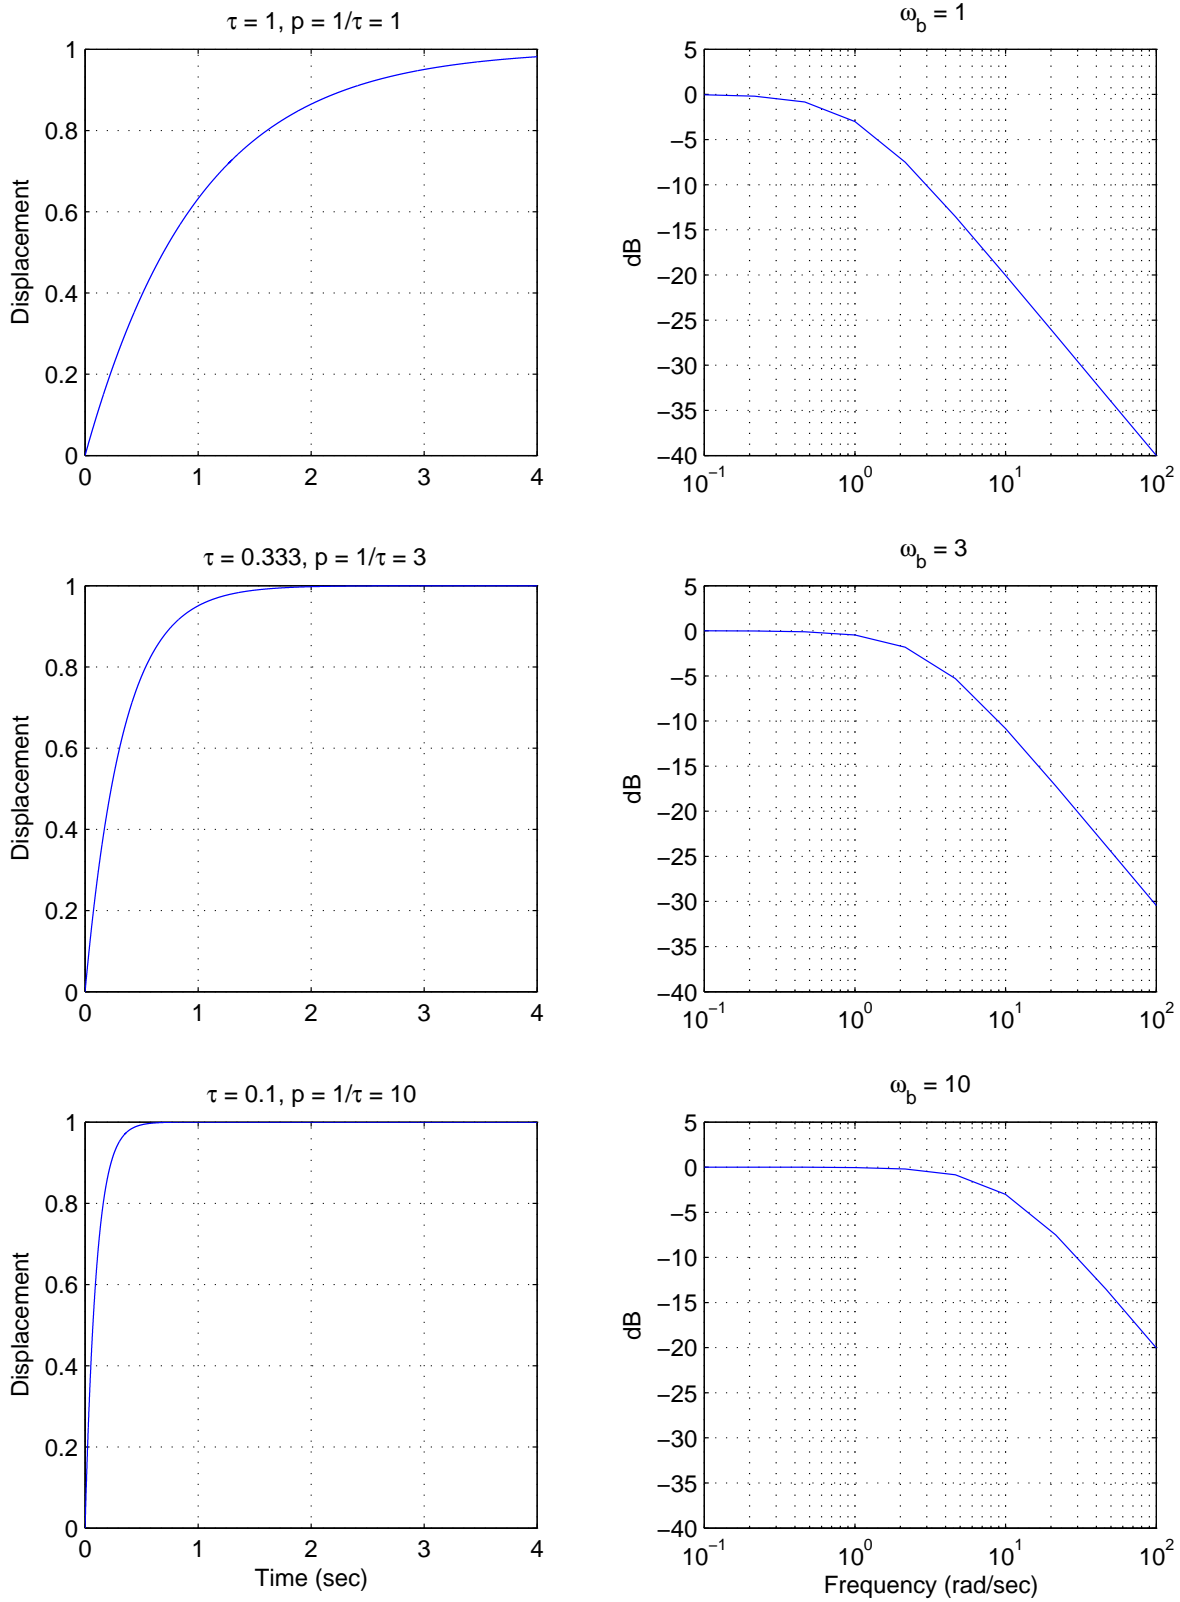 τ = 1, p = 1/τ = 1
1
0.8
0.6
0.4
0.2
0
Displacement
0 1 2 3 4
ω_b = 1
5
0
−5
−10
−15
−20
−25
−30
−35
−40
dB
10^−1 10^0 10^1 10^2
τ = 0.333, p = 1/τ = 3
1
0.8
0.6
0.4
0.2
0
Displacement
0 1 2 3 4
ω_b = 3
5
0
−5
−10
−15
−20
−25
−30
−35
−40
dB
10^−1 10^0 10^1 10^2
τ = 0.1, p = 1/τ = 10
1
0.8
0.6
0.4
0.2
0
Displacement
0 1 2 3 4
Time (sec)
ω_b = 10
5
0
−5
−10
−15
−20
−25
−30
−35
−40
dB
10^−1 10^0 10^1 10^2
Frequency (rad/sec)